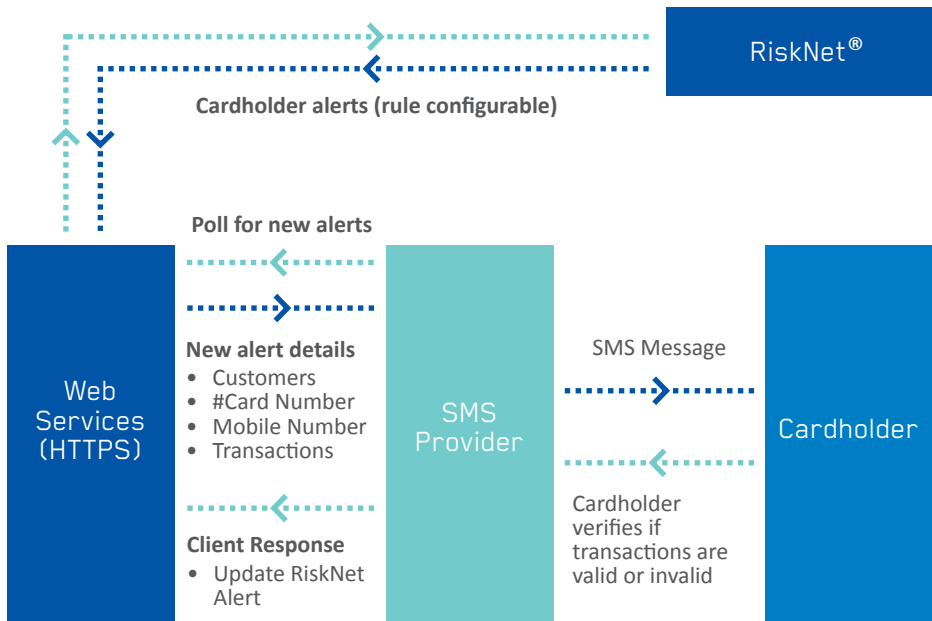 RiskNet®
Cardholder alerts (rule configurable)
Poll for new alerts
Web
Services
(HTTPS)
New alert details
• Customers
• #Card Number
• Mobile Number
• Transactions
Client Response
• Update RiskNet
Alert
SMS
Provider
SMS Message
Cardholder
verifies if
transactions are
valid or invalid
Cardholder